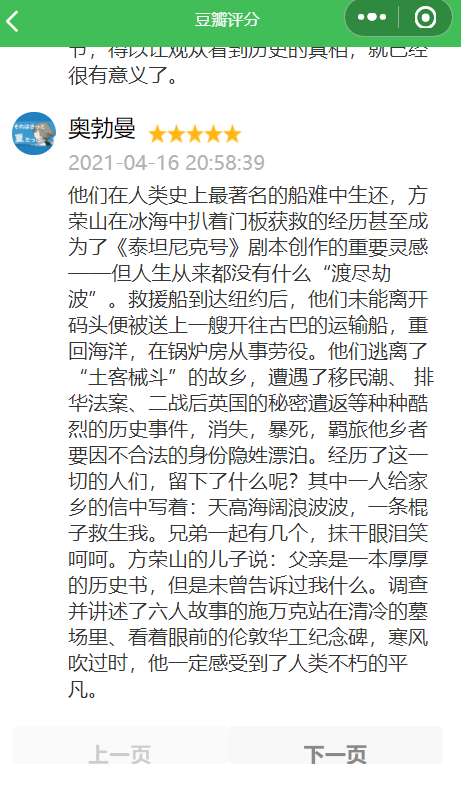 豆瓣评分
书，得以让观众看到历史的真相，就已经
很有意义了。
奥勃曼
2021-04-16 20:58:39
他们在人类史上最著名的船难中生还，方
荣山在冰海中扒着门板获救的经历甚至成
为了《泰坦尼克号》剧本创作的重要灵感
——但人生从来都没有什么“渡尽劫
波”。救援船到达纽约后，他们未能离开
码头便被送上一艘开往古巴的运输船，重
回海洋，在锅炉房从事劳役。他们逃离了
“土客械斗”的故乡，遭遇了移民潮、 排
华法案、二战后英国的秘密遣返等种种酷
烈的历史事件，消失，暴死，羁旅他乡者
要因不合法的身份隐姓漂泊。经历了这一
切的人们，留下了什么呢？其中一人给家
乡的信中写着：天高海阔浪波波，一条棍
子救生我。兄弟一起有几个，抹干眼泪笑
呵呵。方荣山的儿子说：父亲是一本厚厚
的历史书，但是未曾告诉过我什么。调查
并讲述了六人故事的施万克站在清冷的墓
场里、看着眼前的伦敦华工纪念碑，寒风
吹过时，他一定感受到了人类不朽的平
凡。
上一页 下一页